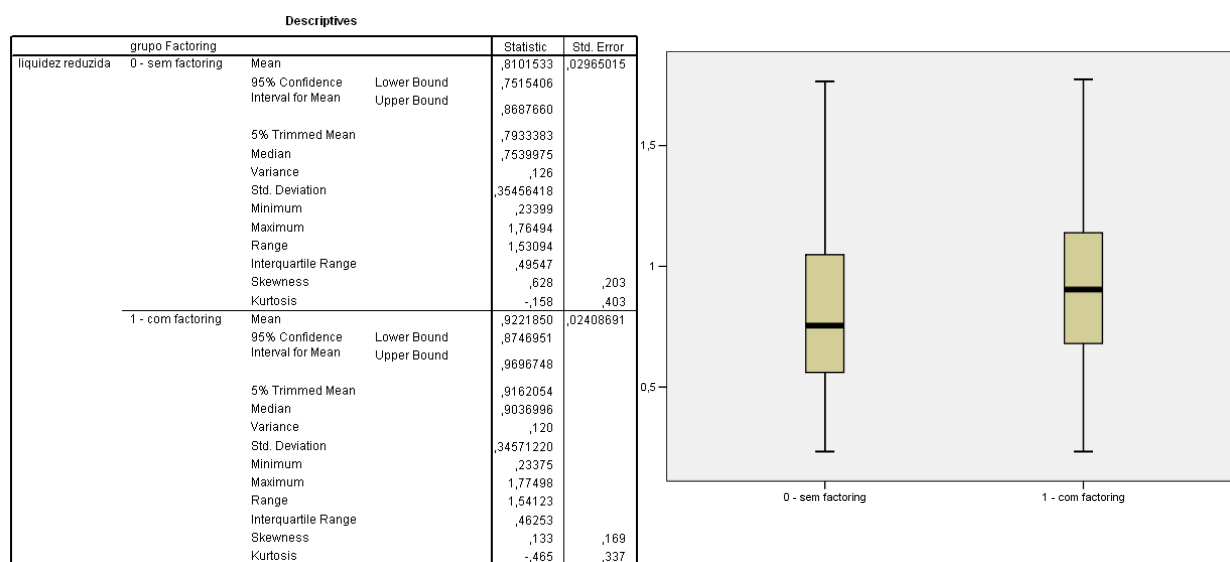 Descriptives
grupo Factoring Statistic Std. Error
liquidez reduzida 0 - sem factoring Mean ,8101533 ,02965015
95% Confidence Lower Bound ,7515406
Interval for Mean Upper Bound
,8687660
5% Trimmed Mean ,7933383
Median ,7539975
Variance ,126
Std. Deviation ,35456418
Minimum ,23399
Maximum 1,76494
Range 1,53094
Interquartile Range ,49547
Skewness ,628 ,203
Kurtosis -,158 ,403
1 - com factoring Mean ,9221850 ,02408691
95% Confidence Lower Bound ,8746951
Interval for Mean Upper Bound
,9696748
5% Trimmed Mean ,9162054
Median ,9036996
Variance ,120
Std. Deviation ,34571220
Minimum ,23375
Maximum 1,77498
Range 1,54123
Interquartile Range ,46253
Skewness ,133 ,169
Kurtosis -,465 ,337
1,5
1
0,5
0 - sem factoring 1 - com factoring